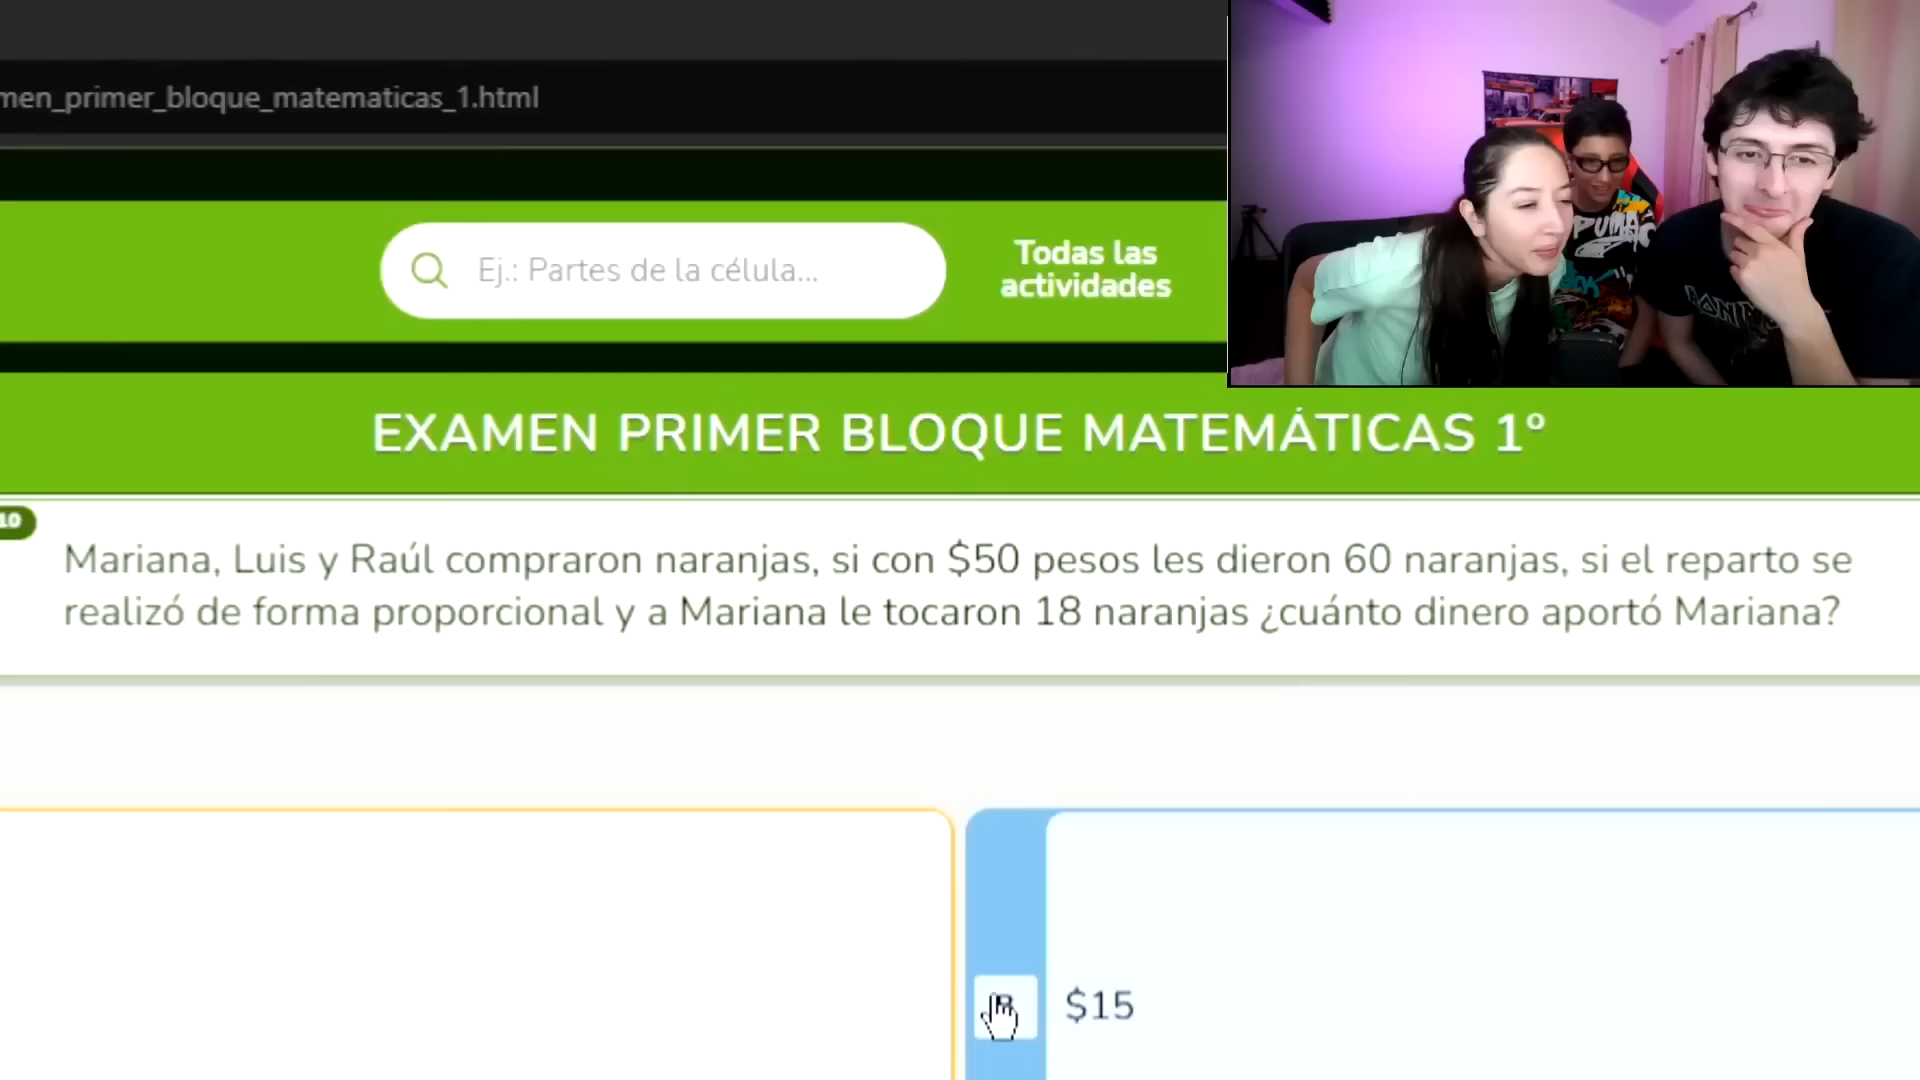 men_primer_bloque_matematicas_1.html
Ej.: Partes de la célula...
Todas las
actividades
EXAMEN PRIMER BLOQUE MATEMÁTICAS 1º
10
Mariana, Luis y Raúl compraron naranjas, si con $50 pesos les dieron 60 naranjas, si el reparto se
realizó de forma proporcional y a Mariana le tocaron 18 naranjas ¿cuánto dinero aportó Mariana?
$15